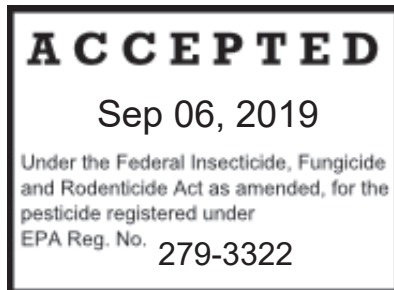 ACCEPTED
Sep 06, 2019
Under the Federal Insecticide, Fungicide
and Rodenticide Act as amended, for the
pesticide registered under
EPA Reg. No. 279-3322